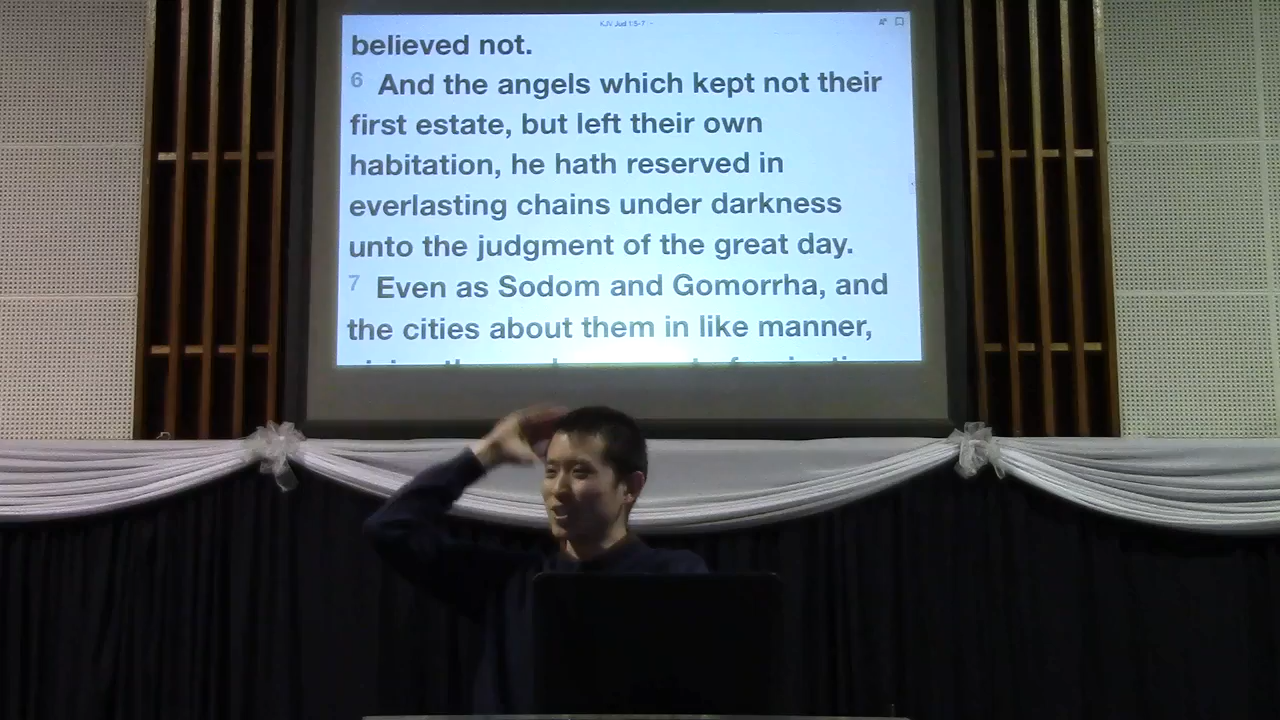 KJV Jud 1:5-7
believed not.
6 And the angels which kept not their
first estate, but left their own
habitation, he hath reserved in
everlasting chains under darkness
unto the judgment of the great day.
7 Even as Sodom and Gomorrha, and
the cities about them in like manner,